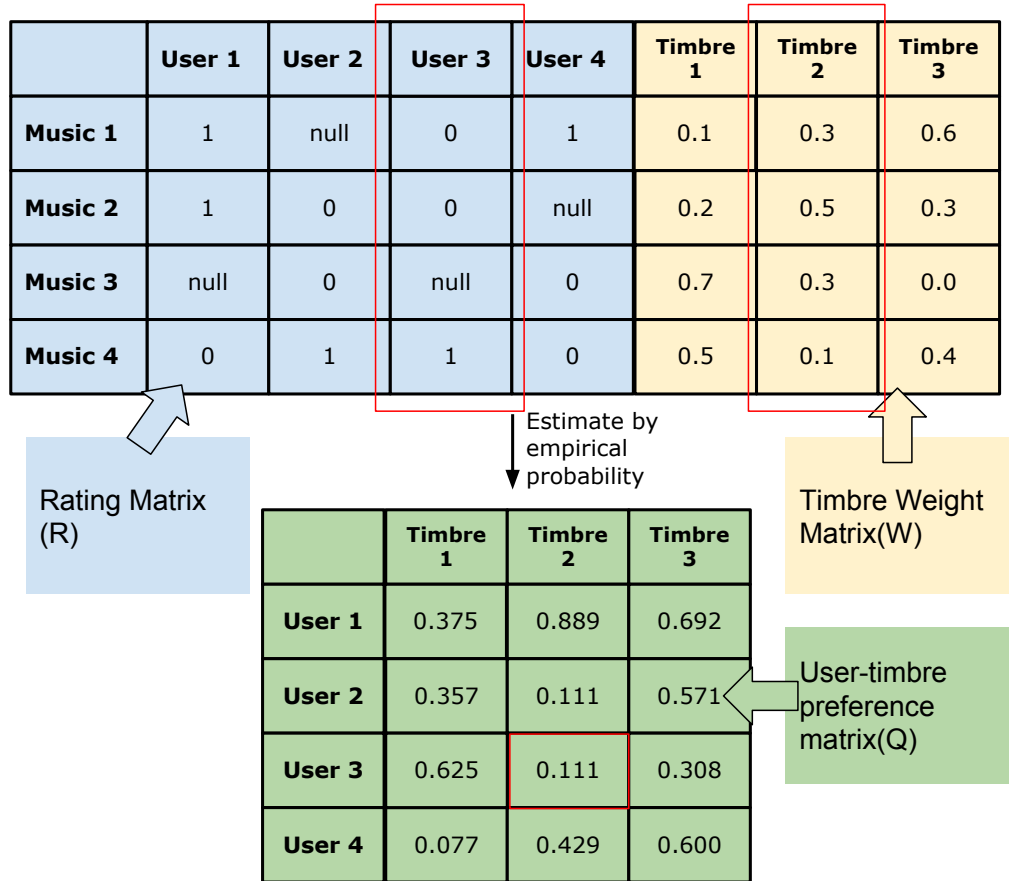 User 1 User 2 User 3 User 4 Timbre 1 Timbre 2 Timbre 3
Music 1 1 null 0 1 0.1 0.3 0.6
Music 2 1 0 0 null 0.2 0.5 0.3
Music 3 null 0 null 0 0.7 0.3 0.0
Music 4 0 1 1 0 0.5 0.1 0.4
Estimate by
empirical
probability
Rating Matrix
(R)
Timbre Weight
Matrix(W)
Timbre 1 Timbre 2 Timbre 3
User 1 0.375 0.889 0.692
User 2 0.357 0.111 0.571
User 3 0.625 0.111 0.308
User 4 0.077 0.429 0.600
User-timbre
preference
matrix(Q)